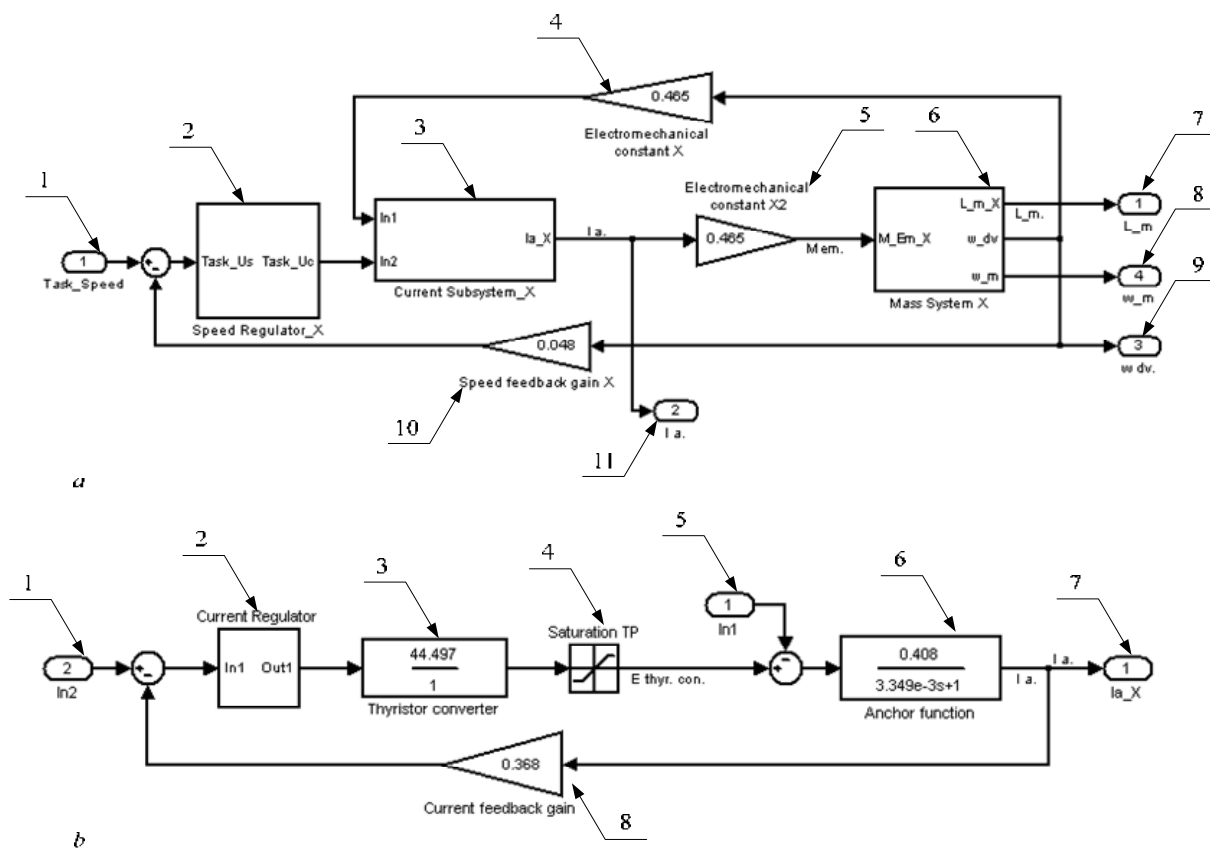 4
0.465
Electromechanical
constant X
1
2
3
5
6
7
8
9
Electromechanical
constant X2
1
Task_Speed
Task_Us Task_Uc
Speed Regulator_X
In1
In2
Ia_X
Current Subsystem_X
I a.
0.465
Mem.
M_Em_X
L_m_X
w_dv
w_m
Mass System X
L_m.
1
L_m
4
w_m
3
w dv.
0.048
Speed feedback gain X
10
2
I a.
11
a
1
2
3
4
5
6
7
Current Regulator
2
In2
In1 Out1
44.497
1
Thyristor converter
Saturation TP
E thyr. con.
1
In1
0.408
3.349e-3s+1
Anchor function
I a.
I a.
1
Ia_X
0.368
Current feedback gain
8
b